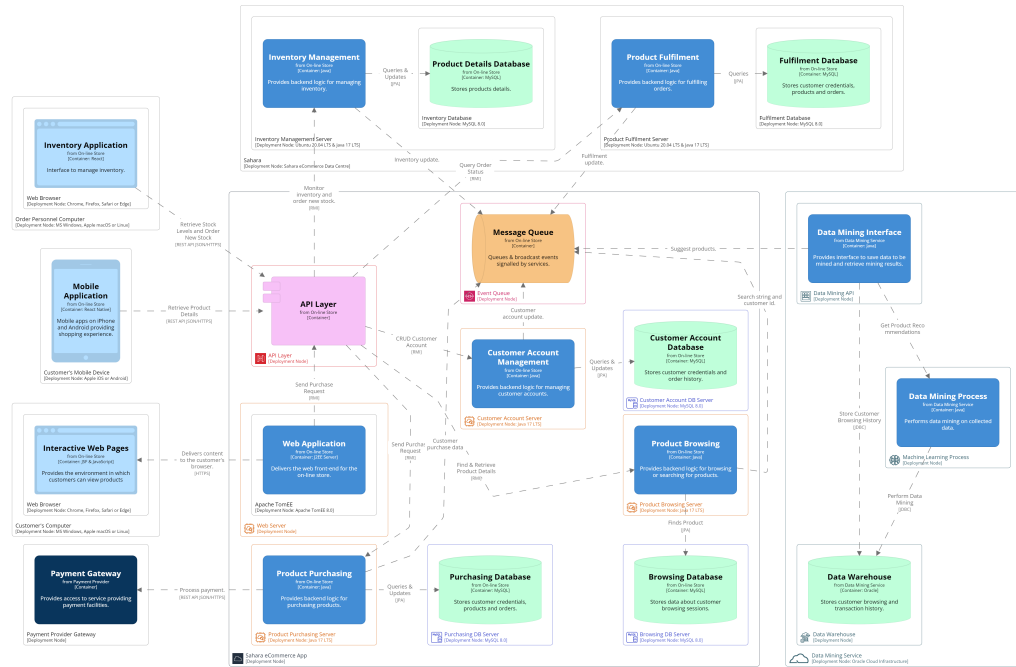 Inventory Management
from On-line Store
[Container: Java]
Provides backend logic for managing
inventory.
Queries &
Updates
[JPA]
Product Details Database
from On-line Store
[Container: MySQL]
Stores products details.
Inventory Database
[Deployment Node: MySQL 8.0]
Inventory Management Server
[Deployment Node: Ubuntu 20.04 LTS & Java 17 LTS]
Product Fulfilment
from On-line Store
[Container: Java]
Provides backend logic for fulfilling
orders.
Queries
[JPA]
Fulfilment Database
from On-line Store
[Container: MySQL]
Stores customer credentials,
products and orders.
Fulfilment Database
[Deployment Node: MySQL 8.0]
Product Fulfilment Server
[Deployment Node: Ubuntu 20.04 LTS & Java 17 LTS]
Sahara
[Deployment Node: Sahara eCommerce Data Centre]
Inventory Application
from On-line Store
[Container: React]
Interface to manage inventory.
Web Browser
[Deployment Node: Chrome, Firefox, Safari or Edge]
Order Personnel Computer
[Deployment Node: MS Windows, Apple macOS or Linux]
Inventory update.
Query Order
Status
[RMI]
Fulfilment
update.
Monitor
inventory and
order new stock.
[RMI]
Retrieve Stock
Levels and Order
New Stock
[REST API JSON/HTTPS]
Message Queue
from On-line Store
[Container]
Queues & broadcast events
signalled by services.
Event Queue
[Deployment Node]
Suggest products.
Data Mining Interface
from Data Mining Service
[Container: Java]
Provides interface to save data to be
mined and retrieve mining results.
Data Mining API
[Deployment Node]
Mobile
Application
from On-line Store
[Container: React Native]
Mobile apps on iPhone
and Android providing
shopping experience.
Customer's Mobile Device
[Deployment Node: Apple iOS or Android]
Retrieve Product
Details
[REST API JSON/HTTPS]
API Layer
from On-line Store
[Container]
API Layer
[Deployment Node]
Search string and
customer id.
Customer
account update.
CRUD Customer
Account
[RMI]
Customer Account
Management
from On-line Store
[Container: Java]
Provides backend logic for managing
customer accounts.
Customer Account Server
[Deployment Node: Java 17 LTS]
Queries &
Updates
[JPA]
Customer Account
Database
from On-line Store
[Container: MySQL]
Stores customer credentials and
order history.
Customer Account DB Server
[Deployment Node: MySQL 8.0]
Get Product Reco
mmendations
Data Mining Process
from Data Mining Service
[Container: Java]
Performs data mining on collected
data.
Machine Learning Process
[Deployment Node]
Store Customer
Browsing History
[JDBC]
Perform Data
Mining.
[JDBC]
Send Purchase
Request
[RMI]
Interactive Web Pages
from On-line Store
[Container: JSP & JavaScript]
Provides the environment in which
customers can view products
Web Browser
[Deployment Node: Chrome, Firefox, Safari or Edge]
Customer's Computer
[Deployment Node: MS Windows, Apple macOS or Linux]
Delivers content
to the customer's
browser.
[HTTPS]
Web Application
from On-line Store
[Container: J2EE Server]
Delivers the web front-end for the
on-line store.
Apache TomEE
[Deployment Node: Apache TomEE 8.0]
Web Server
[Deployment Node]
Send Purchas
Request
[RMI]
Customer
purchase data
Find & Retrieve
Product Details
[RMI]
Product Browsing
from On-line Store
[Container: Java]
Provides backend logic for browsing
or searching for products.
Product Browsing Server
[Deployment Node: Java 17 LTS]
Finds Product
[JPA]
Payment Gateway
from Payment Provider
[Container]
Provides access to service providing
payment facilities.
Payment Provider Gateway
[Deployment Node]
Process payment.
[REST API JSON/HTTPS]
Product Purchasing
from On-line Store
[Container: Java]
Provides backend logic for
purchasing products.
Product Purchasing Server
[Deployment Node: Java 17 LTS]
Queries &
Updates
[JPA]
Purchasing Database
from On-line Store
[Container: MySQL]
Stores customer credentials,
products and orders.
Purchasing DB Server
[Deployment Node: MySQL 8.0]
Browsing Database
from On-line Store
[Container: MySQL]
Stores data about customer
browsing sessions.
Browsing DB Server
[Deployment Node: MySQL 8.0]
Data Warehouse
from Data Mining Service
[Container: Oracle]
Stores customer browsing and
transaction history.
Data Warehouse
[Deployment Node]
Sahara eCommerce App
[Deployment Node]
Data Mining Service
[Deployment Node: Oracle Cloud Infrastructure]